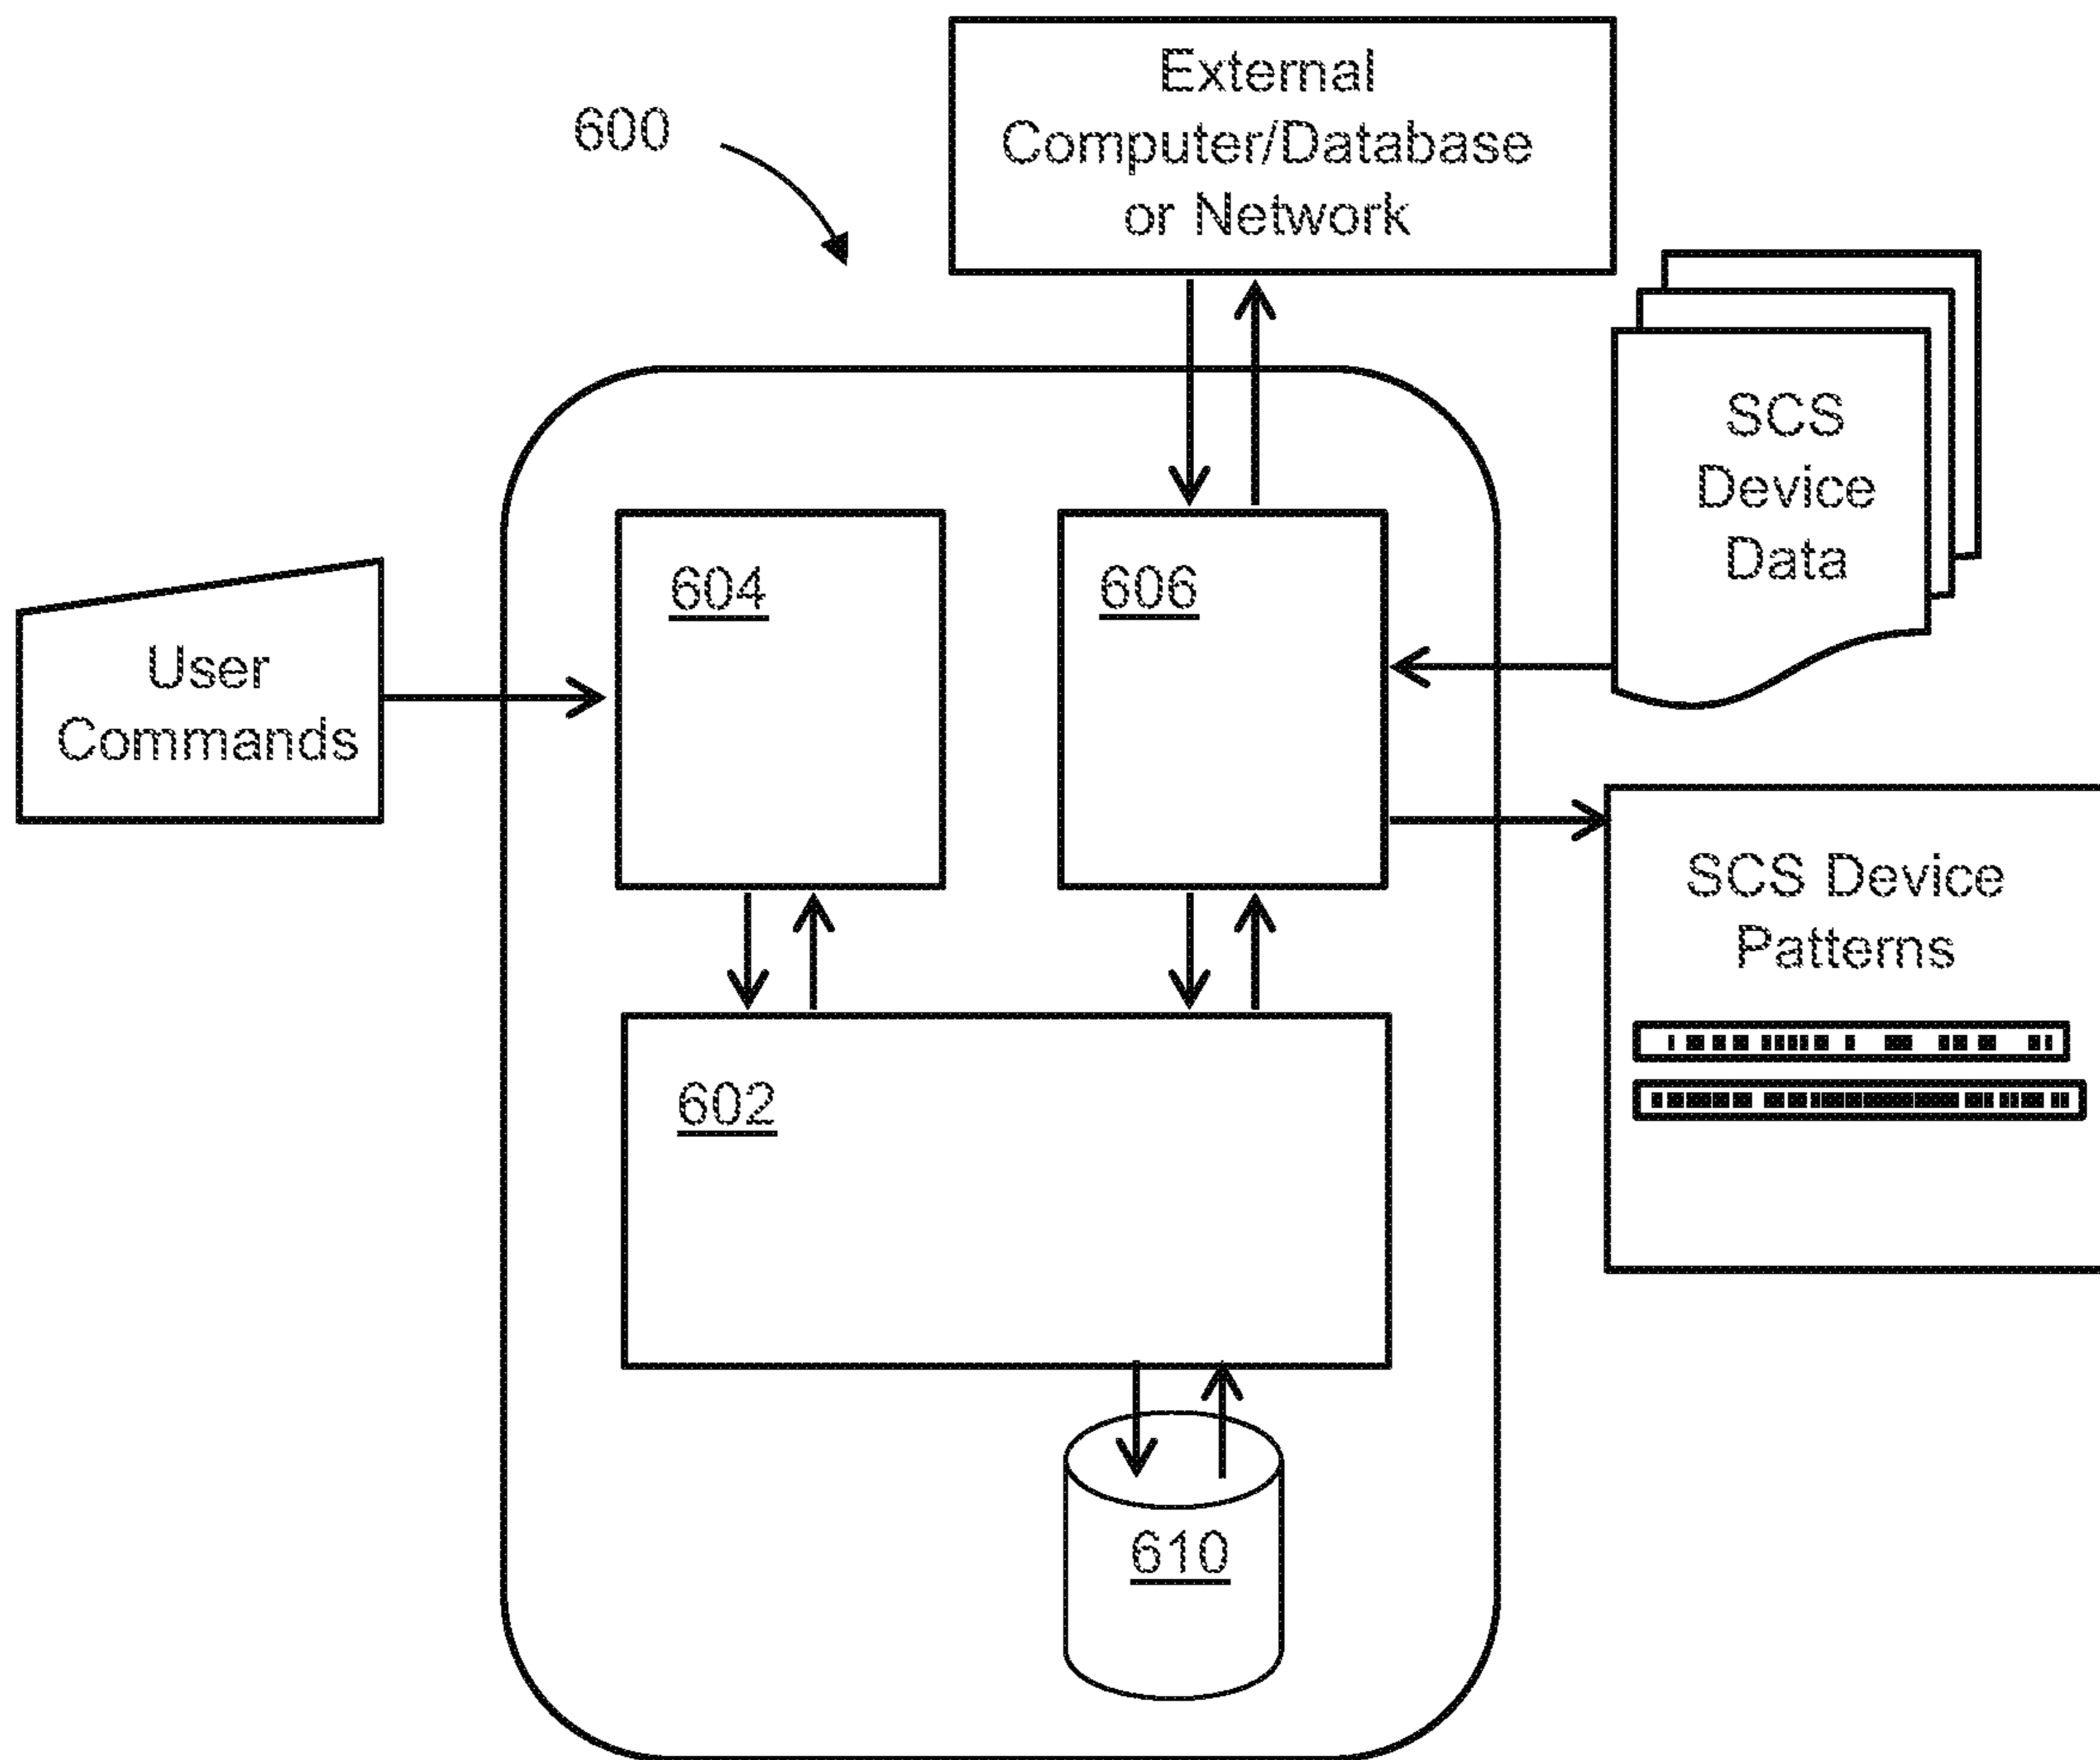 External
Computer/Database
or Network
600
SCS
Device
Data
604
606
User
Commands
SCS Device
Patterns
602
610